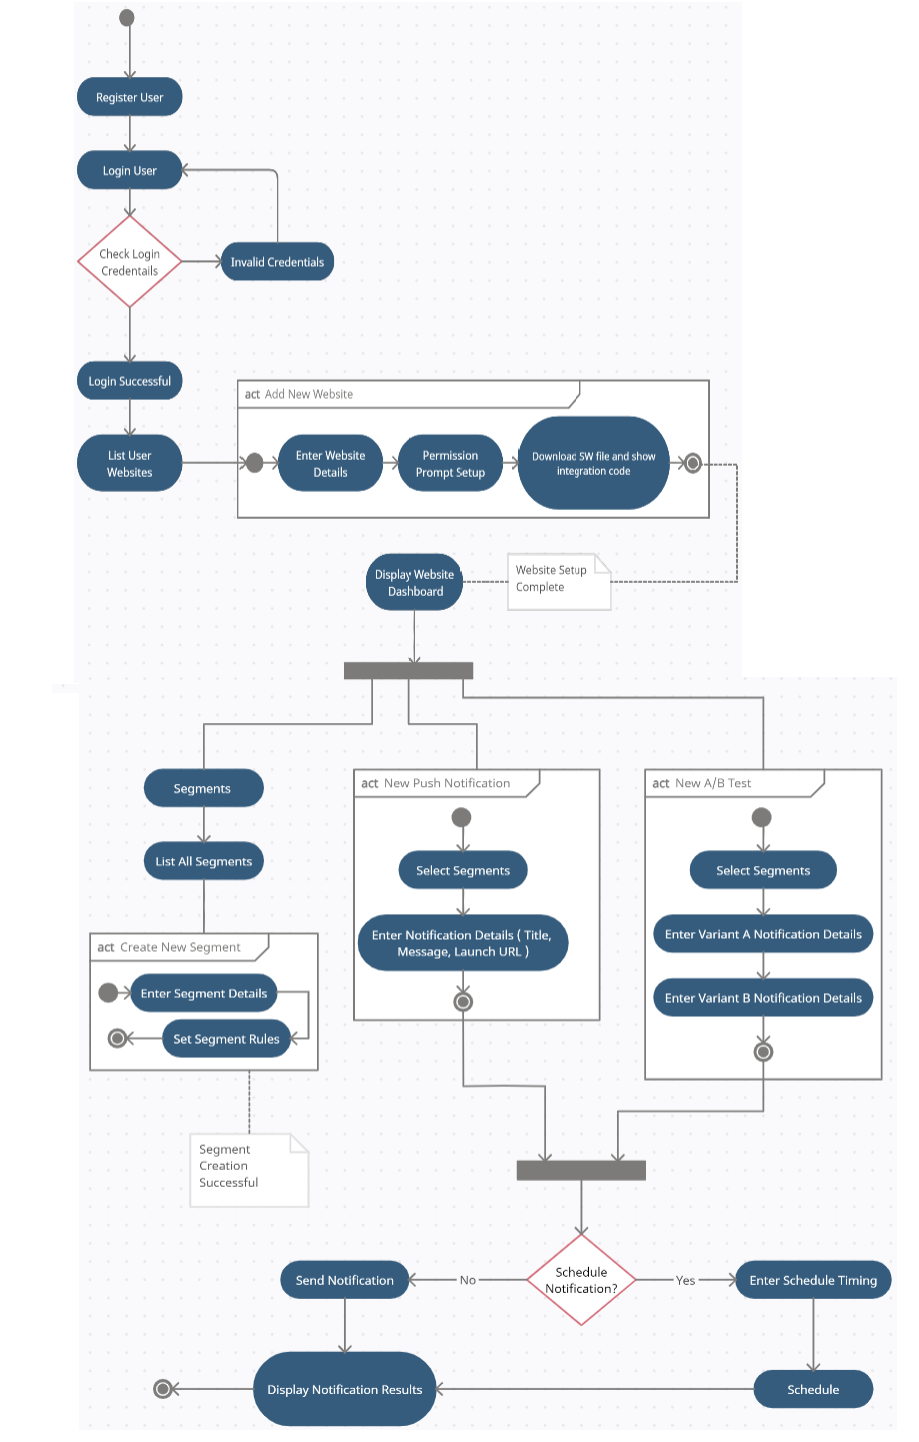 Register User
Login User
Check Login
Credentails
Invalid Credentials
Login Successful
act Add New Website
List User
Websites
Enter Website
Details
Permission
Prompt Setup
Download SW file and show
integration code
Display Website
Dashboard
Website Setup
Complete
Segments
List All Segments
act Create New Segment
Enter Segment Details
Set Segment Rules
Segment
Creation
Successful
act New Push Notification
Select Segments
Enter Notification Details ( Title,
Message, Launch URL )
act New A/B Test
Select Segments
Enter Variant A Notification Details
Enter Variant B Notification Details
Schedule
Notification?
No
Yes
Send Notification
Enter Schedule Timing
Display Notification Results
Schedule